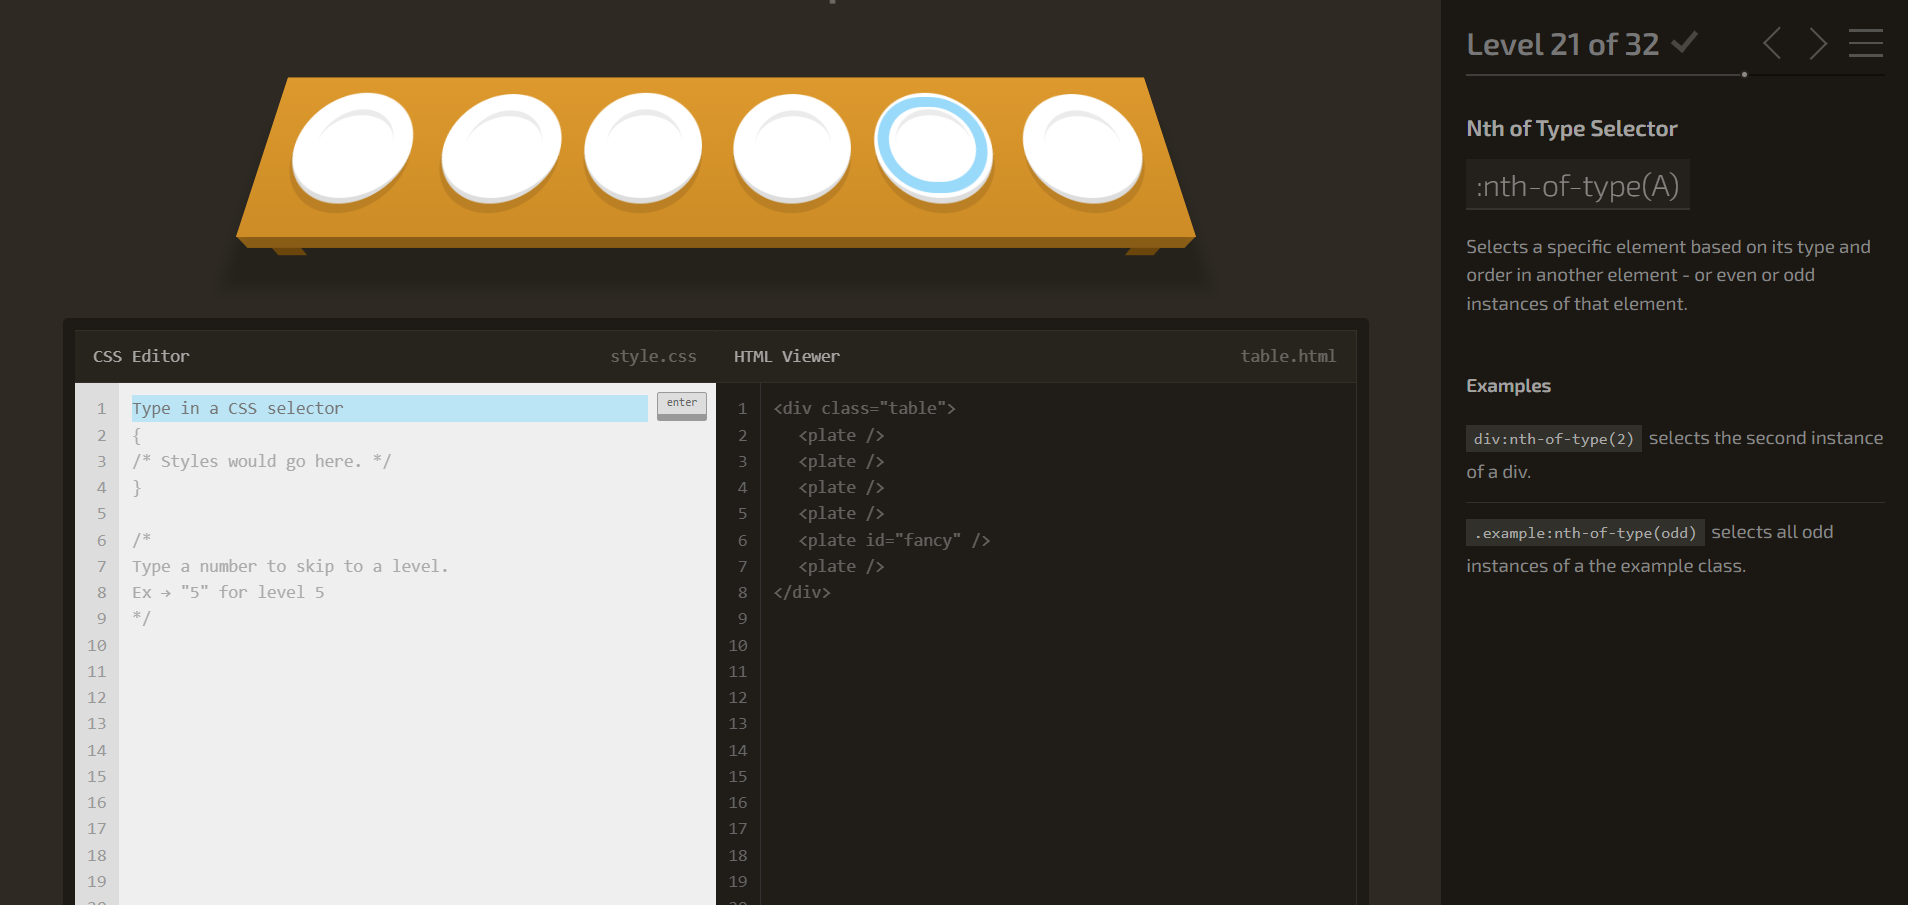 Level 21 of 32
Nth of Type Selector
:nth-of-type(A)
Selects a specific element based on its type and
order in another element - or even or odd
instances of that element.
Examples
div:nth-of-type(2) selects the second instance
of a div.
.example:nth-of-type(odd) selects all odd
instances of a the example class.
CSS Editor style.css
1 Type in a CSS selector enter
2 {
3 /* Styles would go here. */
4 }
5
6 /*
7 Type a number to skip to a level.
8 Ex → "5" for level 5
9 */
10
11
12
13
14
15
16
17
18
19
HTML Viewer table.html
1 <div class="table">
2 <plate />
3 <plate />
4 <plate />
5 <plate />
6 <plate id="fancy" />
7 <plate />
8 </div>
9
10
11
12
13
14
15
16
17
18
19